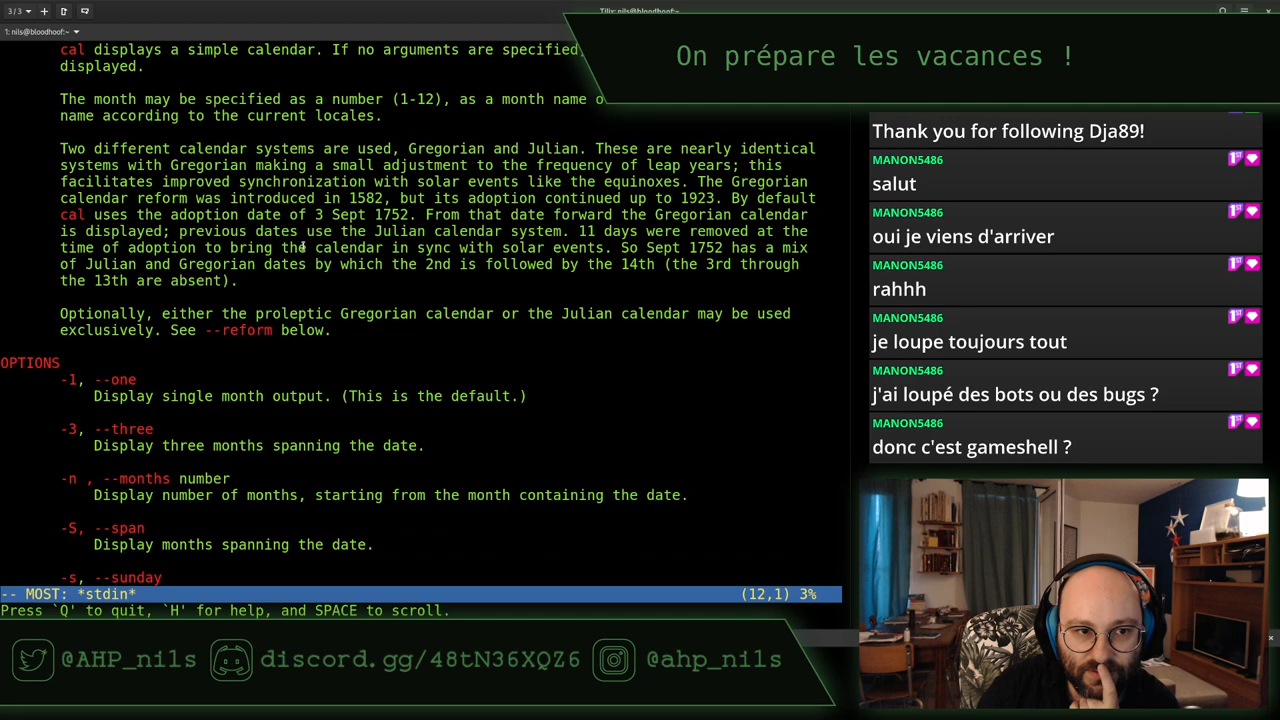 3 / 3
Tilix: nils@bloodhoof:~
1: nils@bloodhoof:~
cal displays a simple calendar. If no arguments are specified,
displayed.
The month may be specified as a number (1-12), as a month name o
name according to the current locales.
Two different calendar systems are used, Gregorian and Julian. These are nearly identical
systems with Gregorian making a small adjustment to the frequency of leap years; this
facilitates improved synchronization with solar events like the equinoxes. The Gregorian
calendar reform was introduced in 1582, but its adoption continued up to 1923. By default
cal uses the adoption date of 3 Sept 1752. From that date forward the Gregorian calendar
is displayed; previous dates use the Julian calendar system. 11 days were removed at the
time of adoption to bring the calendar in sync with solar events. So Sept 1752 has a mix
of Julian and Gregorian dates by which the 2nd is followed by the 14th (the 3rd through
the 13th are absent).
Optionally, either the proleptic Gregorian calendar or the Julian calendar may be used
exclusively. See --reform below.
OPTIONS
-1, --one
Display single month output. (This is the default.)
-3, --three
Display three months spanning the date.
-n , --months number
Display number of months, starting from the month containing the date.
-S, --span
Display months spanning the date.
-s, --sunday
-- MOST: *stdin* (12,1) 3%
Press `Q' to quit, `H' for help, and SPACE to scroll.
On prépare les vacances !
Thank you for following Dja89!
MANON5486
salut
MANON5486
oui je viens d'arriver
MANON5486
rahhh
MANON5486
je loupe toujours tout
MANON5486
j'ai loupé des bots ou des bugs ?
MANON5486
donc c'est gameshell ?
@AHP_nils discord.gg/48tN36XQZ6 @ahp_nils